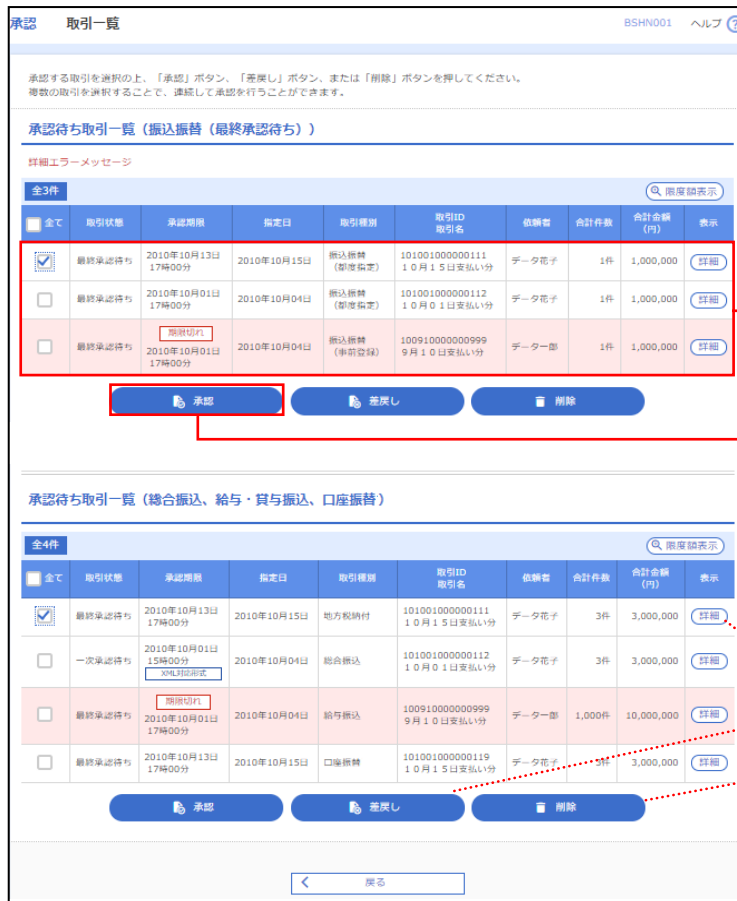 承認 取引一覧 BSHN001 ヘルプ ?
承認する取引を選択の上、「承認」ボタン、「差戻し」ボタン、または「削除」ボタンを押してください。
複数の取引を選択することで、連続して承認を行うことができます。
承認待ち取引一覧（振込振替（最終承認待ち））
詳細エラーメッセージ
全3件 限度額表示
全て 取引状態 承認期限 指定日 取引種別 取引ID 取引名 依頼者 合計件数 合計金額(円) 表示
最終承認待ち 2010年10月13日 17時00分 2010年10月15日 振込振替（都度指定） 101001000000111 １０月１５日支払い分 データ花子 1件 1,000,000 詳細
最終承認待ち 2010年10月01日 17時00分 2010年10月04日 振込振替（都度指定） 101001000000112 １０月０１日支払い分 データ花子 1件 1,000,000 詳細
最終承認待ち 期限切れ 2010年10月01日 17時00分 2010年10月04日 振込振替（事前登録） 100910000000999 ９月１０日支払い分 データ一郎 1件 1,000,000 詳細
承認 差戻し 削除
承認待ち取引一覧（総合振込、給与・賞与振込、口座振替）
全4件 限度額表示
全て 取引状態 承認期限 指定日 取引種別 取引ID 取引名 依頼者 合計件数 合計金額(円) 表示
最終承認待ち 2010年10月13日 17時00分 2010年10月15日 地方税納付 101001000000111 １０月１５日支払い分 データ花子 3件 3,000,000 詳細
一次承認待ち 2010年10月01日 15時00分 XML対応形式 2010年10月04日 総合振込 101001000000112 １０月０１日支払い分 データ花子 3件 3,000,000 詳細
最終承認待ち 期限切れ 2010年10月01日 17時00分 2010年10月04日 給与振込 100910000000999 ９月１０日支払い分 データ一郎 1,000件 10,000,000 詳細
最終承認待ち 2010年10月13日 17時00分 2010年10月15日 口座振替 101001000000119 １０月１５日支払い分 データ花子 3件 3,000,000 詳細
承認 差戻し 削除
戻る